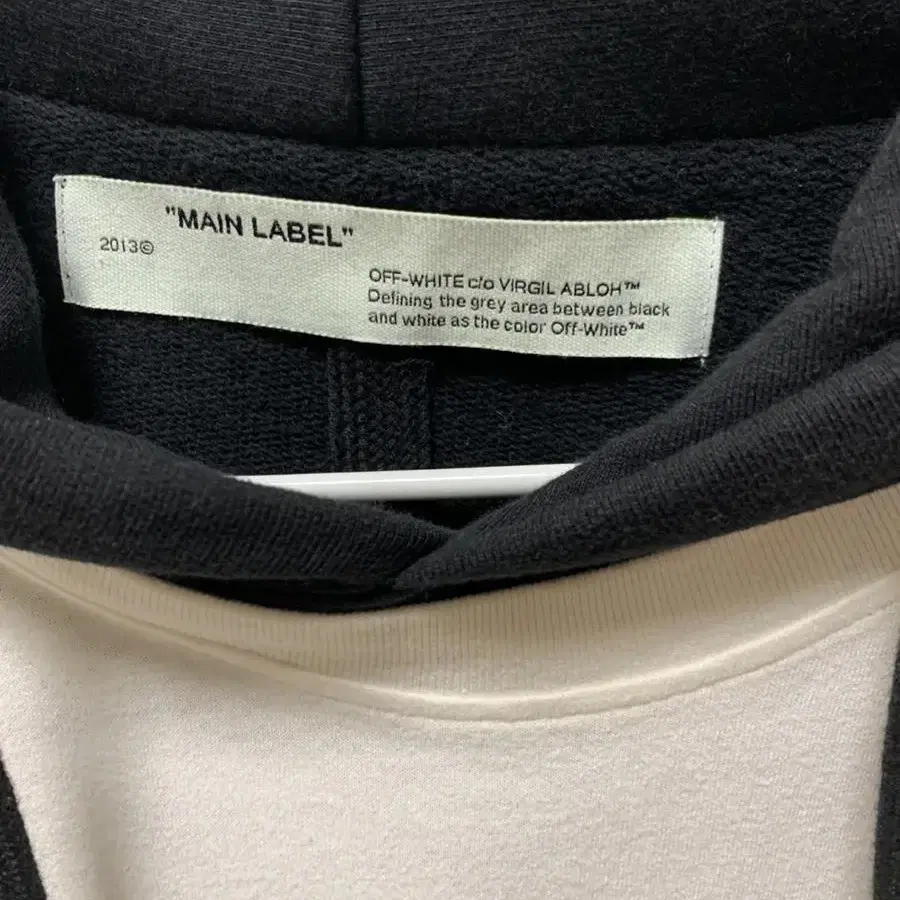 "MAIN LABEL"
2013©
OFF-WHITE c/o VIRGIL ABLOH™
Defining the grey area between black
and white as the color Off-White™